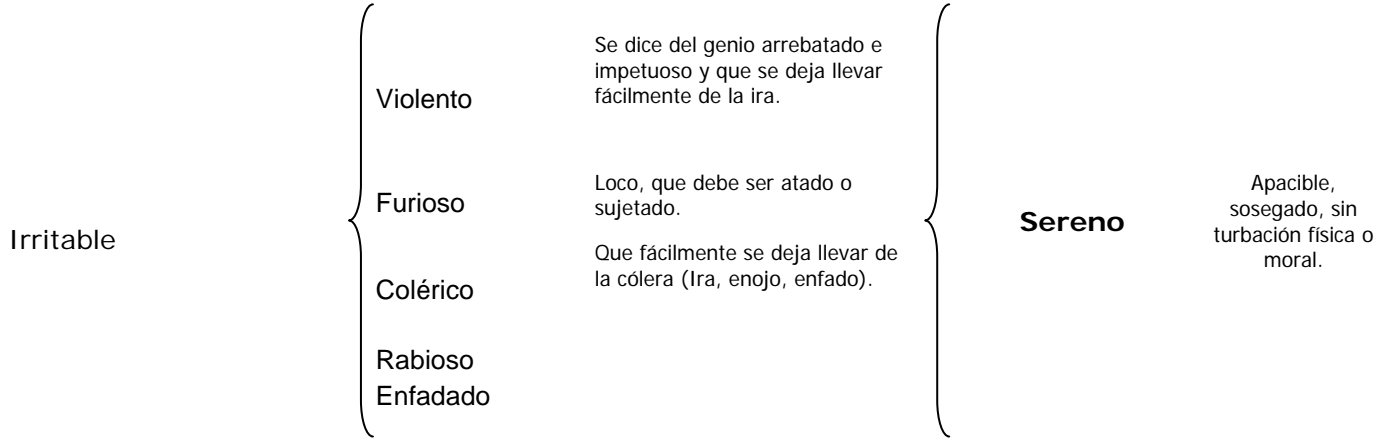 Irritable
Violento
Furioso
Colérico
Rabioso
Enfadado
Se dice del genio arrebatado e
impetuoso y que se deja llevar
fácilmente de la ira.
Loco, que debe ser atado o
sujetado.
Que fácilmente se deja llevar de
la cólera (Ira, enojo, enfado).
Sereno
Apacible,
sosegado, sin
turbación física o
moral.